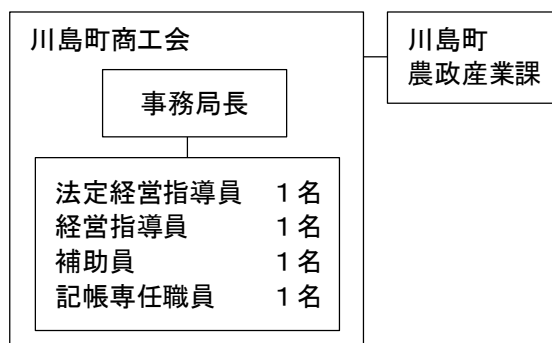 川島町商工会
事務局長
法定経営指導員　１名
経営指導員　１名
補助員　１名
記帳専任職員　１名
川島町
農政産業課